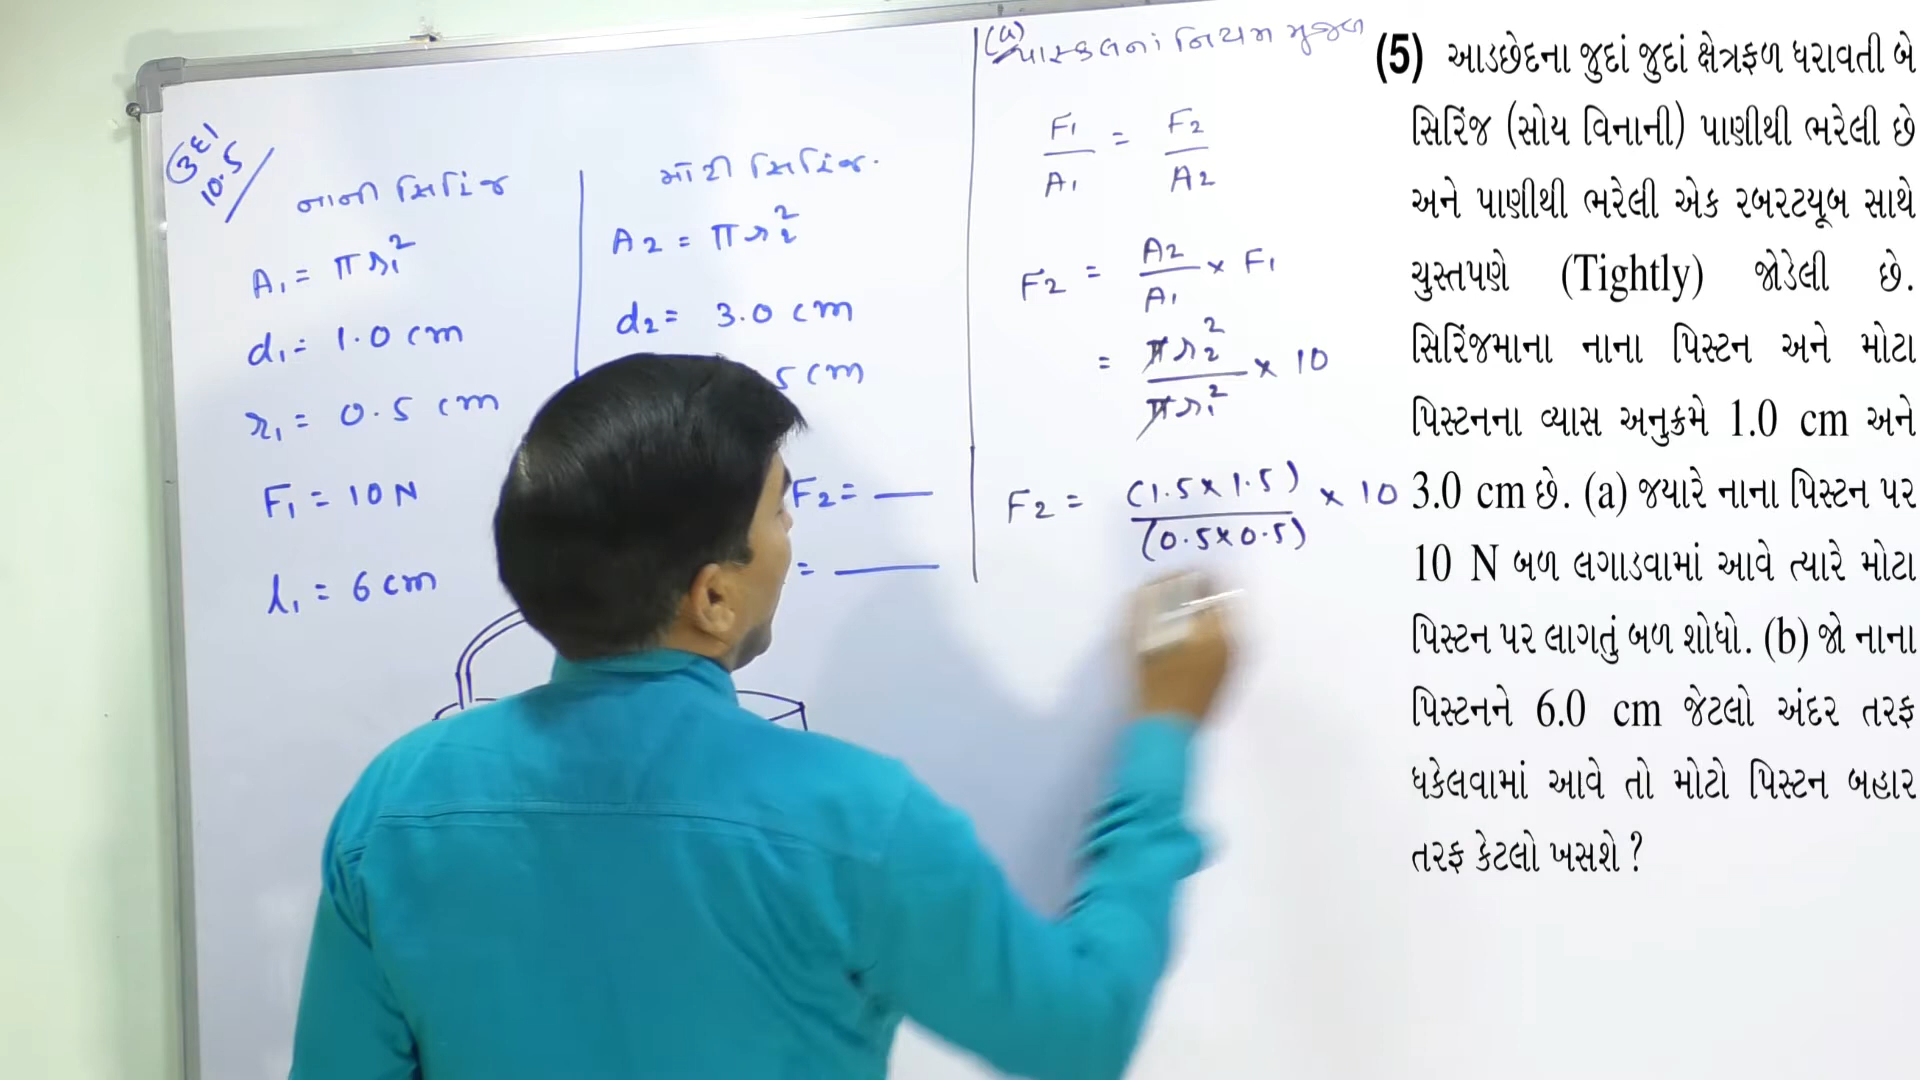 ઉદા
10.5
નાની સિરિંજ
A₁ = πr₁²
d₁ = 1.0 cm
r₁ = 0.5 cm
F₁ = 10 N
l₁ = 6 cm
મોટી સિરિંજ.
A2 = πr₂²
d2 = 3.0 cm
5 cm
F2 = —
= —
(a) પાસ્કલનાં નિયમ મુજબ
F₁/A₁ = F2/A2
F2 = A2/A₁ × F₁
= πr₂²/πr₁² × 10
F2 = (1.5×1.5)/(0.5×0.5) × 10
(5) આડછેદના જુદાં જુદાં ક્ષેત્રફળ ધરાવતી બે
સિરિંજ (સોય વિનાની) પાણીથી ભરેલી છે
અને પાણીથી ભરેલી એક રબરટયૂબ સાથે
ચુસ્તપણે (Tightly) જોડેલી છે.
સિરિંજમાના નાના પિસ્ટન અને મોટા
પિસ્ટનના વ્યાસ અનુક્રમે 1.0 cm અને
3.0 cm છે. (a) જયારે નાના પિસ્ટન પર
10 N બળ લગાડવામાં આવે ત્યારે મોટા
પિસ્ટન પર લાગતું બળ શોધો. (b) જો નાના
પિસ્ટનને 6.0 cm જેટલો અંદર તરફ
ધકેલવામાં આવે તો મોટો પિસ્ટન બહાર
તરફ કેટલો ખસશે ?